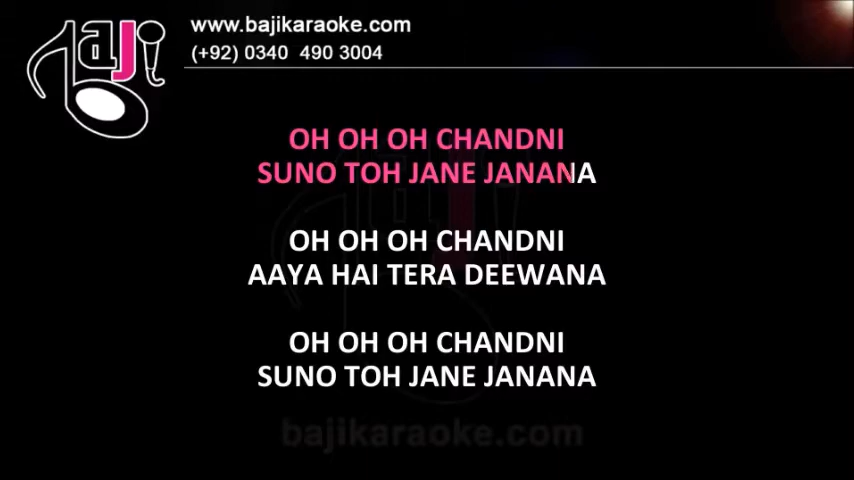 BAJI
www.bajikaraoke.com
(+92) 0340 490 3004
OH OH OH CHANDNI
SUNO TOH JANE JANANA
OH OH OH CHANDNI
AAYA HAI TERA DEEWANA
OH OH OH CHANDNI
SUNO TOH JANE JANANA
bajikaraoke.com